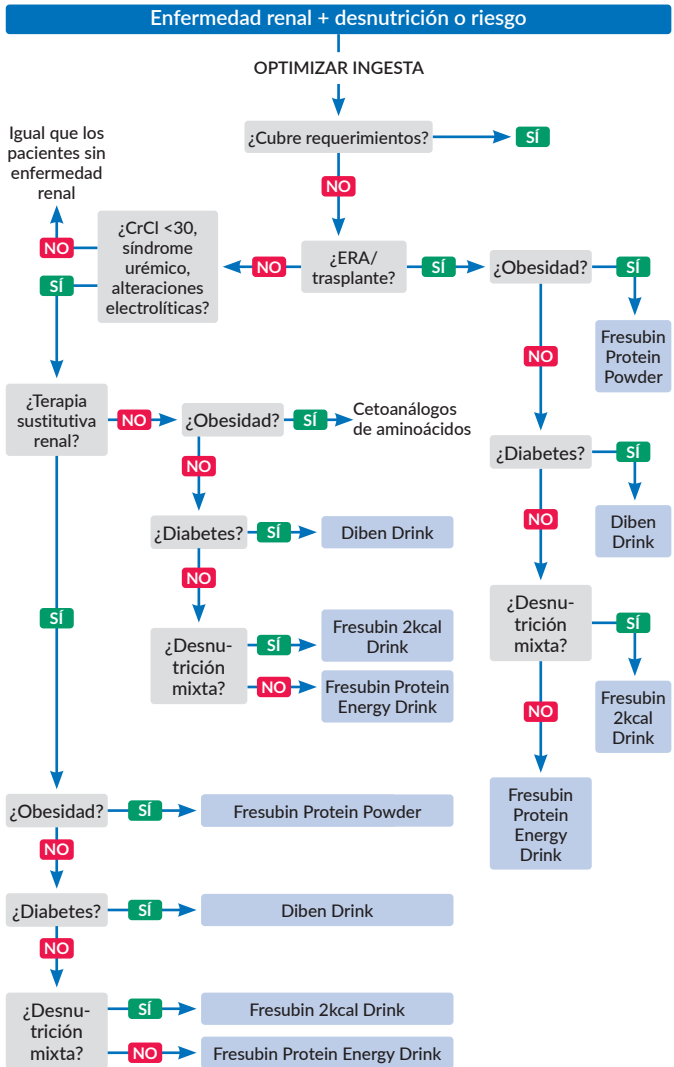 Enfermedad renal + desnutrición o riesgo
OPTIMIZAR INGESTA
¿Cubre requerimientos?
SÍ
NO
Igual que los
pacientes sin
enfermedad
renal
NO
SÍ
¿CrCl <30,
síndrome
urémico,
alteraciones
electrolíticas?
NO
¿ERA/
trasplante?
SÍ
¿Obesidad?
SÍ
Fresubin
Protein
Powder
NO
¿Terapia
sustitutiva
renal?
NO
¿Obesidad?
SÍ
Cetoanálogos
de aminoácidos
NO
¿Diabetes?
SÍ
Diben
Drink
NO
¿Diabetes?
SÍ
Diben Drink
NO
¿Desnu-
trición
mixta?
SÍ
Fresubin 2kcal
Drink
NO
Fresubin Protein
Energy Drink
¿Desnu-
trición
mixta?
SÍ
Fresubin
2kcal
Drink
NO
Fresubin
Protein
Energy
Drink
SÍ
¿Obesidad?
SÍ
Fresubin Protein Powder
NO
¿Diabetes?
SÍ
Diben Drink
NO
¿Desnu-
trición
mixta?
SÍ
Fresubin 2kcal Drink
NO
Fresubin Protein Energy Drink